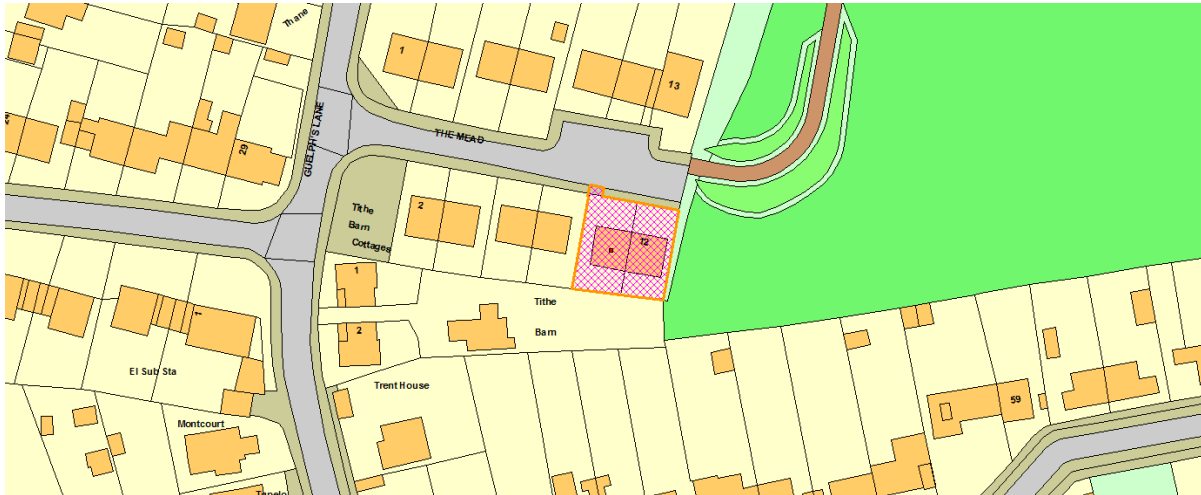 Thane
1
13
24
29
GUELPH'S LANE
THE MEAD
2
Tithe
Barn
Cottages
12
1
Tithe
Barn
2
1
El Sub Sta
Trent House
59
Montcourt